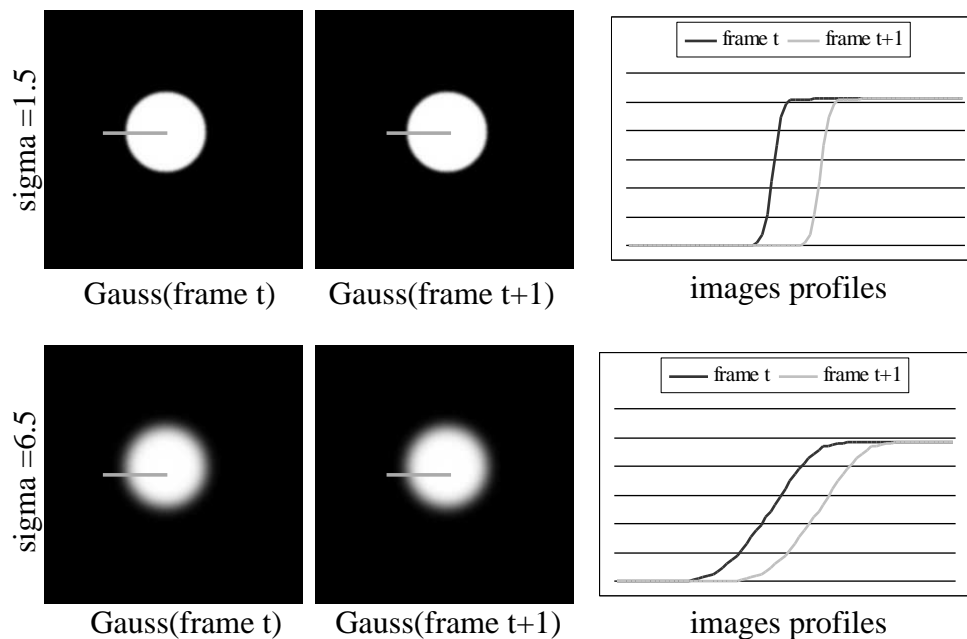 sigma =1.5
frame t frame t+1
Gauss(frame t) Gauss(frame t+1) images profiles
sigma =6.5
frame t frame t+1
Gauss(frame t) Gauss(frame t+1) images profiles